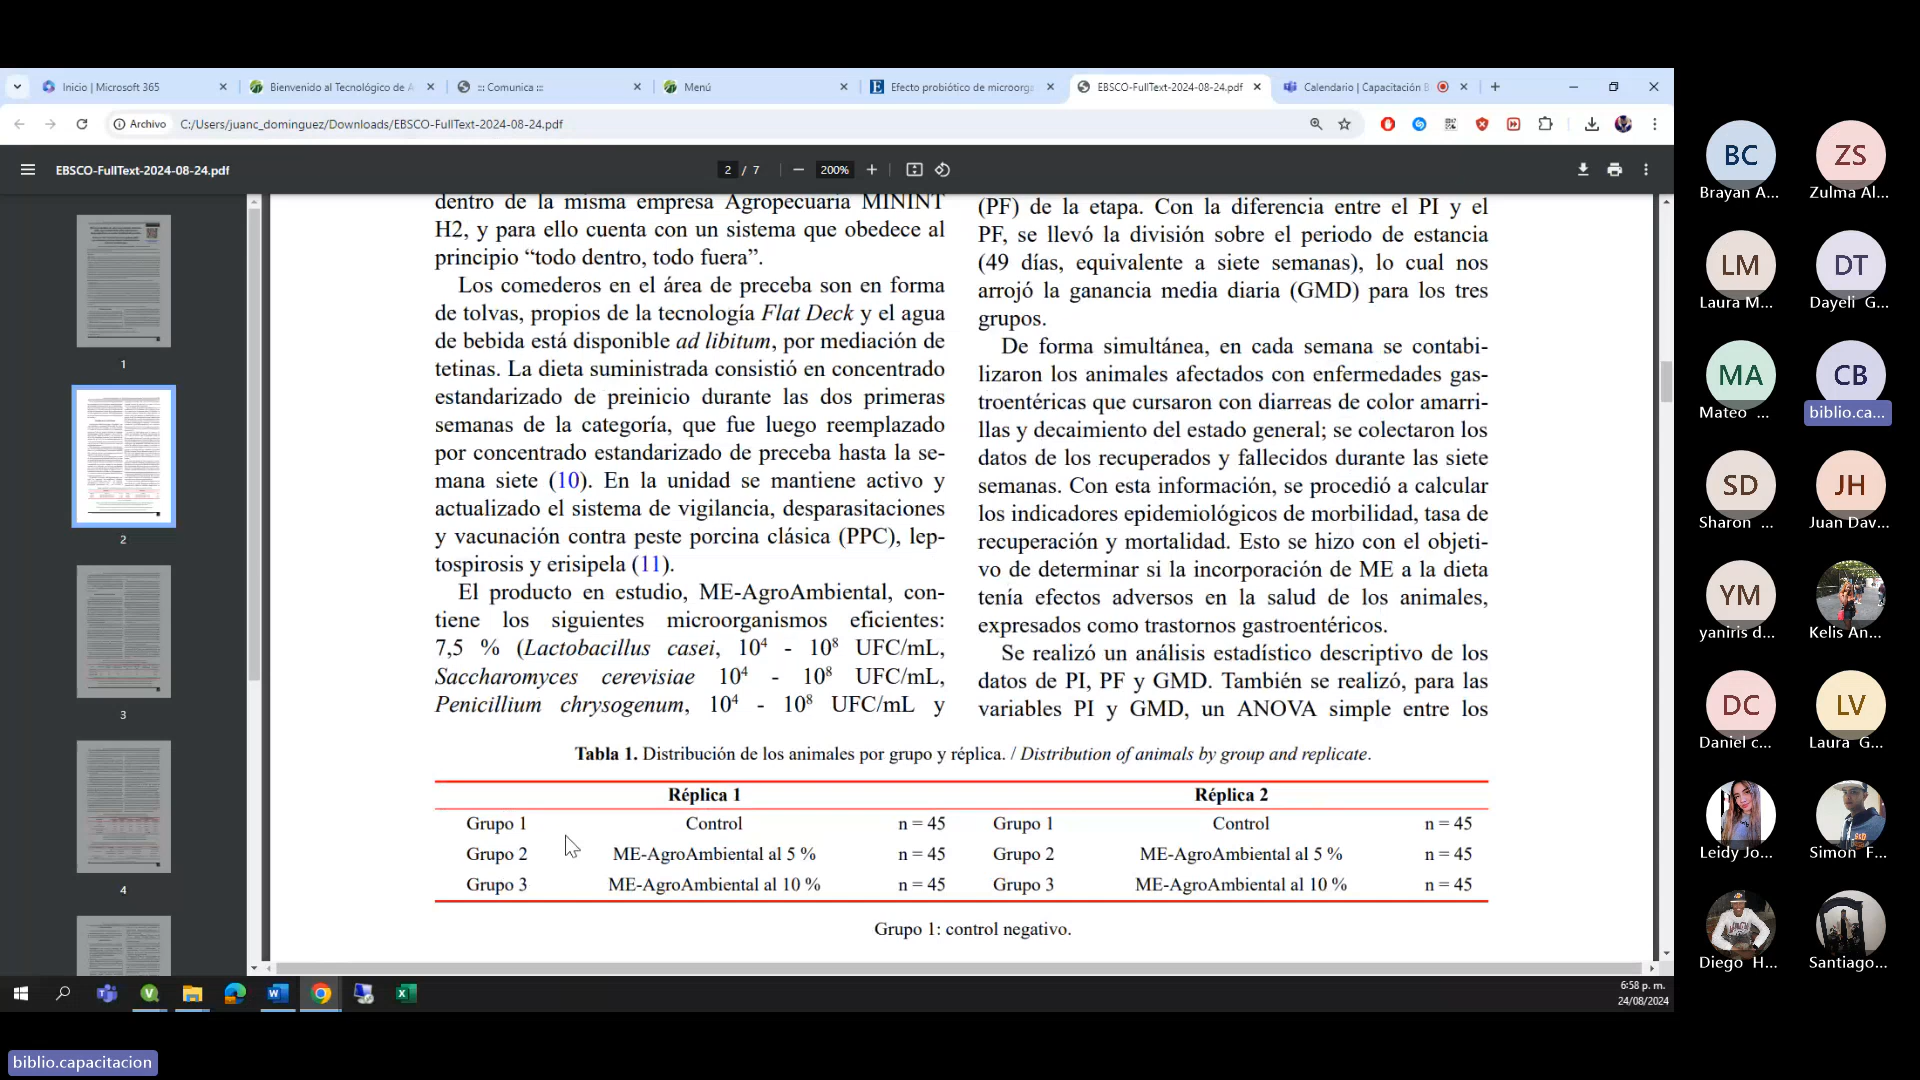 Inicio | Microsoft 365
Bienvenido al Tecnológico de A
::: Comunica :::
Menú
Efecto probiótico de microorga
EBSCO-FullText-2024-08-24.pdf
Calendario | Capacitación B
Archivo
C:/Users/juanc_dominguez/Downloads/EBSCO-FullText-2024-08-24.pdf
EBSCO-FullText-2024-08-24.pdf
2 / 7
200%
1
2
3
4
dentro de la misma empresa Agropecuaria MININT
H2, y para ello cuenta con un sistema que obedece al
principio “todo dentro, todo fuera”.
Los comederos en el área de preceba son en forma
de tolvas, propios de la tecnología Flat Deck y el agua
de bebida está disponible ad libitum, por mediación de
tetinas. La dieta suministrada consistió en concentrado
estandarizado de preinicio durante las dos primeras
semanas de la categoría, que fue luego reemplazado
por concentrado estandarizado de preceba hasta la se-
mana siete (10). En la unidad se mantiene activo y
actualizado el sistema de vigilancia, desparasitaciones
y vacunación contra peste porcina clásica (PPC), lep-
tospirosis y erisipela (11).
El producto en estudio, ME-AgroAmbiental, con-
tiene los siguientes microorganismos eficientes:
7,5 % (Lactobacillus casei, 10⁴ - 10⁸ UFC/mL,
Saccharomyces cerevisiae 10⁴ - 10⁸ UFC/mL,
Penicillium chrysogenum, 10⁴ - 10⁸ UFC/mL y
(PF) de la etapa. Con la diferencia entre el PI y el
PF, se llevó la división sobre el periodo de estancia
(49 días, equivalente a siete semanas), lo cual nos
arrojó la ganancia media diaria (GMD) para los tres
grupos.
De forma simultánea, en cada semana se contabi-
lizaron los animales afectados con enfermedades gas-
troentéricas que cursaron con diarreas de color amarri-
llas y decaimiento del estado general; se colectaron los
datos de los recuperados y fallecidos durante las siete
semanas. Con esta información, se procedió a calcular
los indicadores epidemiológicos de morbilidad, tasa de
recuperación y mortalidad. Esto se hizo con el objeti-
vo de determinar si la incorporación de ME a la dieta
tenía efectos adversos en la salud de los animales,
expresados como trastornos gastroentéricos.
Se realizó un análisis estadístico descriptivo de los
datos de PI, PF y GMD. También se realizó, para las
variables PI y GMD, un ANOVA simple entre los
Tabla 1. Distribución de los animales por grupo y réplica. / Distribution of animals by group and replicate.
Réplica 1 Réplica 2
Grupo 1 Control n = 45 Grupo 1 Control n = 45
Grupo 2 ME-AgroAmbiental al 5 % n = 45 Grupo 2 ME-AgroAmbiental al 5 % n = 45
Grupo 3 ME-AgroAmbiental al 10 % n = 45 Grupo 3 ME-AgroAmbiental al 10 % n = 45
Grupo 1: control negativo.
6:58 p. m.
24/08/2024
biblio.capacitacion
BC ZS
Brayan A... Zulma Al...
LM DT
Laura M... Dayeli G...
MA CB
Mateo ... biblio.ca...
SD JH
Sharon ... Juan Dav...
YM
yaniris d... Kelis An...
DC LV
Daniel c... Laura G...
Leidy Jo... Simon F...
Diego H... Santiago...